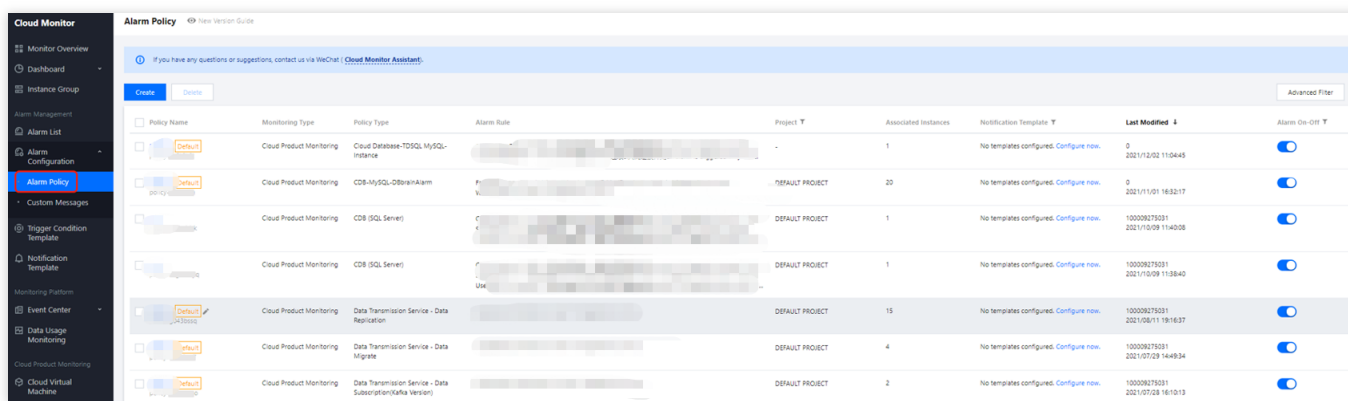 Cloud Monitor
Alarm Policy New Version Guide
Monitor Overview
Dashboard
Instance Group
Alarm Management
Alarm List
Alarm
Configuration
Alarm Policy
Custom Messages
Trigger Condition
Template
Notification
Template
Monitoring Platform
Event Center
Data Usage
Monitoring
Cloud Product Monitoring
Cloud Virtual
Machine
If you have any questions or suggestions, contact us via WeChat ( Cloud Monitor Assistant).
Create Delete Advanced Filter
Policy Name Monitoring Type Policy Type Alarm Rule Project Associated Instances Notification Template Last Modified Alarm On-Off
Default Cloud Product Monitoring Cloud Database-TDSQL MySQL-
Instance
- 1 No templates configured. Configure now. 0
2021/12/02 11:04:45
Default Cloud Product Monitoring CDB-MySQL-DBbrainAlarm DEFAULT PROJECT 20 No templates configured. Configure now. 0
2021/11/01 16:32:17
Cloud Product Monitoring CDB (SQL Server) DEFAULT PROJECT 1 No templates configured. Configure now. 100009275031
2021/10/09 11:40:08
Cloud Product Monitoring CDB (SQL Server) DEFAULT PROJECT 1 No templates configured. Configure now. 100009275031
2021/10/09 11:38:40
Default Cloud Product Monitoring Data Transmission Service - Data
Replication
DEFAULT PROJECT 15 No templates configured. Configure now. 100009275031
2021/08/11 19:16:37
Default Cloud Product Monitoring Data Transmission Service - Data
Migrate
DEFAULT PROJECT 4 No templates configured. Configure now. 100009275031
2021/07/29 14:49:34
Default Cloud Product Monitoring Data Transmission Service - Data
Subscription(Kafka Version)
DEFAULT PROJECT 2 No templates configured. Configure now. 100009275031
2021/07/28 16:10:13